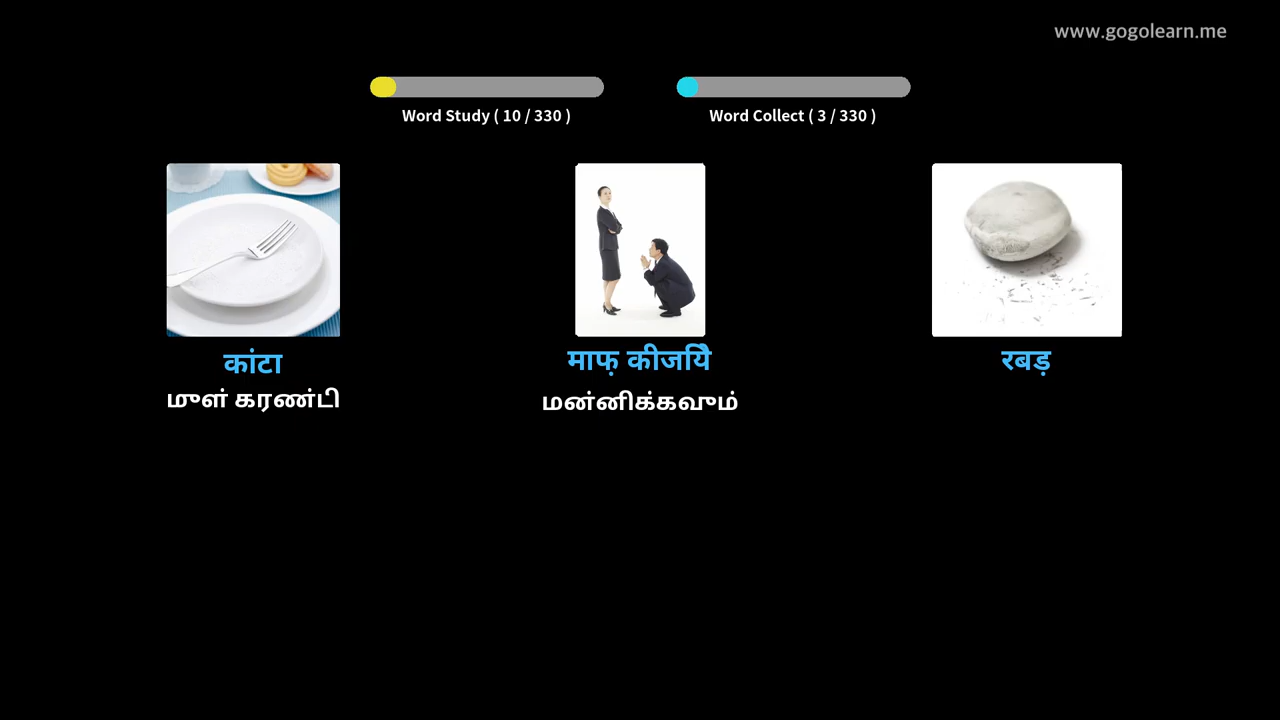 www.gogolearn.me
Word Study ( 10 / 330 )
Word Collect ( 3 / 330 )
कांटा
माफ़ कीजिये
रबड़
முள் கரண்டி
மன்னிக்கவும்